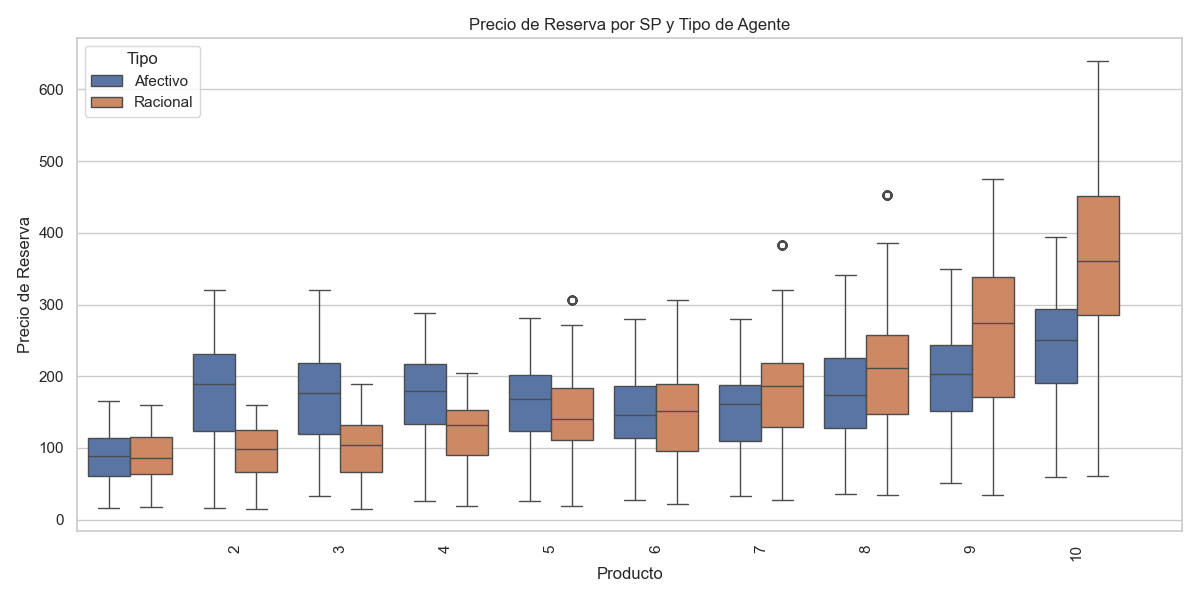 Precio de Reserva por SP y Tipo de Agente
Tipo
Afectivo
Racional
Precio de Reserva
600
500
400
300
200
100
0
2
3
4
5
6
7
8
9
10
Producto